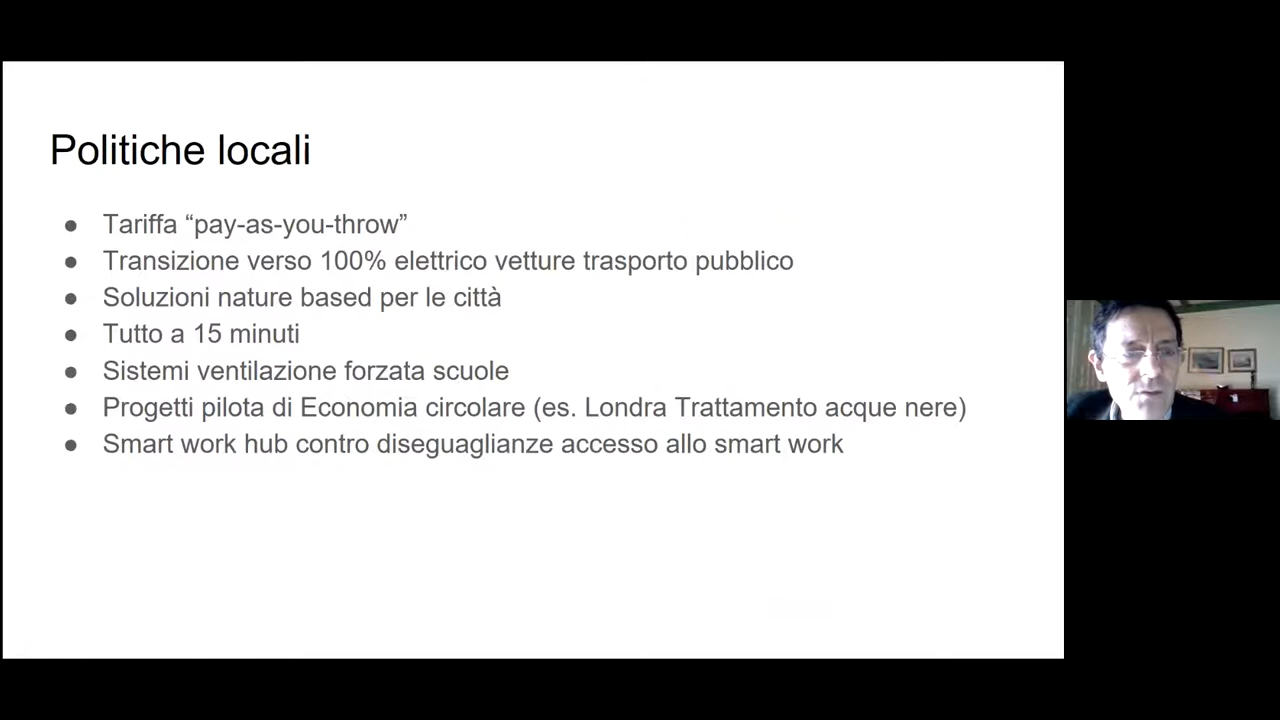 Politiche locali
● Tariffa “pay-as-you-throw”
● Transizione verso 100% elettrico vetture trasporto pubblico
● Soluzioni nature based per le città
● Tutto a 15 minuti
● Sistemi ventilazione forzata scuole
● Progetti pilota di Economia circolare (es. Londra Trattamento acque nere)
● Smart work hub contro diseguaglianze accesso allo smart work